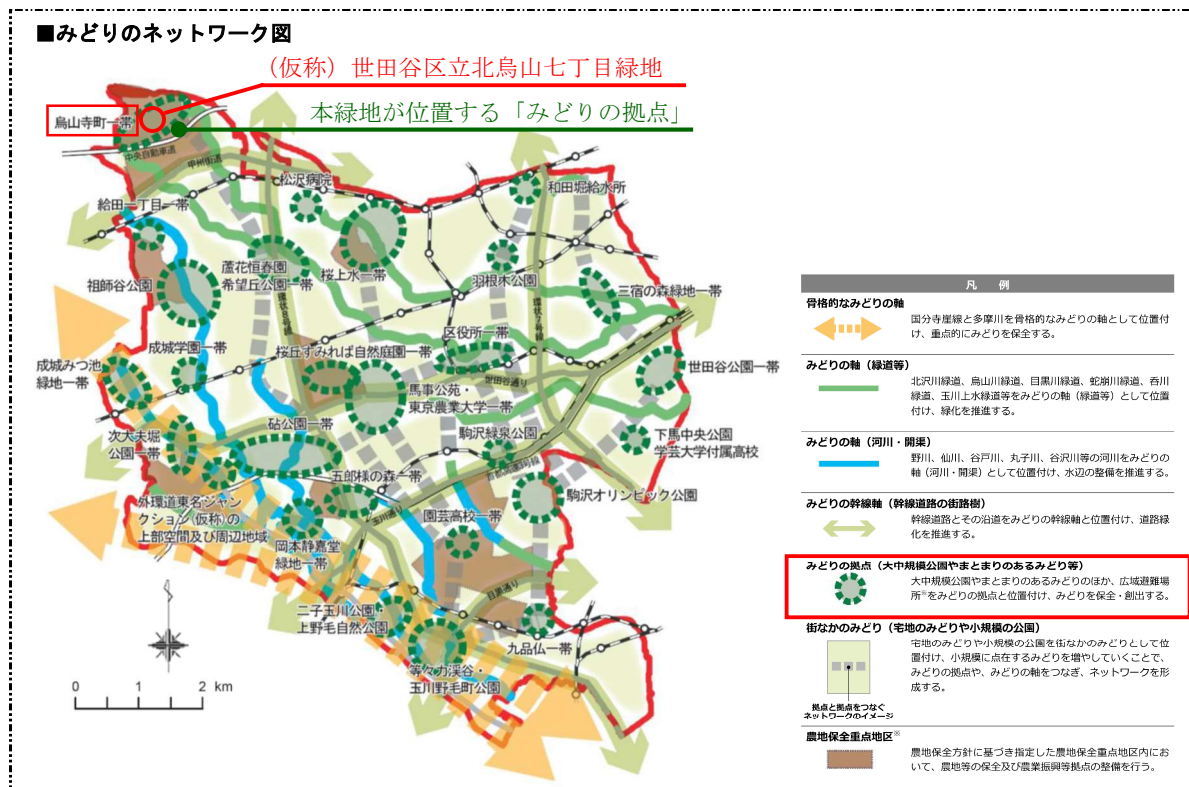 ■みどりのネットワーク図
（仮称）世田谷区立北烏山七丁目緑地
本緑地が位置する「みどりの拠点」
烏山寺町一帯
中央自動車道
甲州街道
松沢病院
和田堀給水所
給田一丁目一帯
蘆花恒春園
希望丘公園一帯
桜上水一帯
羽根木公園
祖師谷公園
環状8号線
環状7号線
三宿の森緑地一帯
区役所一帯
成城学園一帯
桜丘すみれば自然庭園一帯
成城みつ池
緑地一帯
世田谷通り
世田谷公園一帯
馬事公苑・
東京農業大学一帯
砧公園一帯
駒沢緑泉公園
次大夫堀
公園一帯
下馬中央公園
学芸大学付属高校
首都高速3号線
五郎様の森一帯
駒沢オリンピック公園
外環道東名ジャン
クション(仮称)の
上部空間及び周辺地域
玉川通り
園芸高校一帯
岡本静嘉堂
緑地一帯
目黒通り
二子玉川公園・
上野毛自然公園
九品仏一帯
等々力渓谷・
玉川野毛町公園
0 1 2 km
凡 例
骨格的なみどりの軸
国分寺崖線と多摩川を骨格的なみどりの軸として位置付
け、重点的にみどりを保全する。
みどりの軸（緑道等）
北沢川緑道、烏山川緑道、目黒川緑道、蛇崩川緑道、呑川
緑道、玉川上水緑道等をみどりの軸（緑道等）として位置
付け、緑化を推進する。
みどりの軸（河川・開渠）
野川、仙川、谷戸川、丸子川、谷沢川等の河川をみどりの
軸（河川・開渠）として位置付け、水辺の整備を推進する。
みどりの幹線軸（幹線道路の街路樹）
幹線道路とその沿道をみどりの幹線軸と位置付け、道路緑
化を推進する。
みどりの拠点（大中規模公園やまとまりのあるみどり等）
大中規模公園やまとまりのあるみどりのほか、広域避難場
所※をみどりの拠点と位置付け、みどりを保全・創出する。
街なかのみどり（宅地のみどりや小規模の公園）
宅地のみどりや小規模の公園を街なかのみどりとして位
置付け、小規模に点在するみどりを増やしていくことで、
みどりの拠点や、みどりの軸をつなぎ、ネットワークを形
成する。
拠点と拠点をつなぐ
ネットワークのイメージ
農地保全重点地区※
農地保全方針に基づき指定した農地保全重点地区内にお
いて、農地等の保全及び農業振興等拠点の整備を行う。